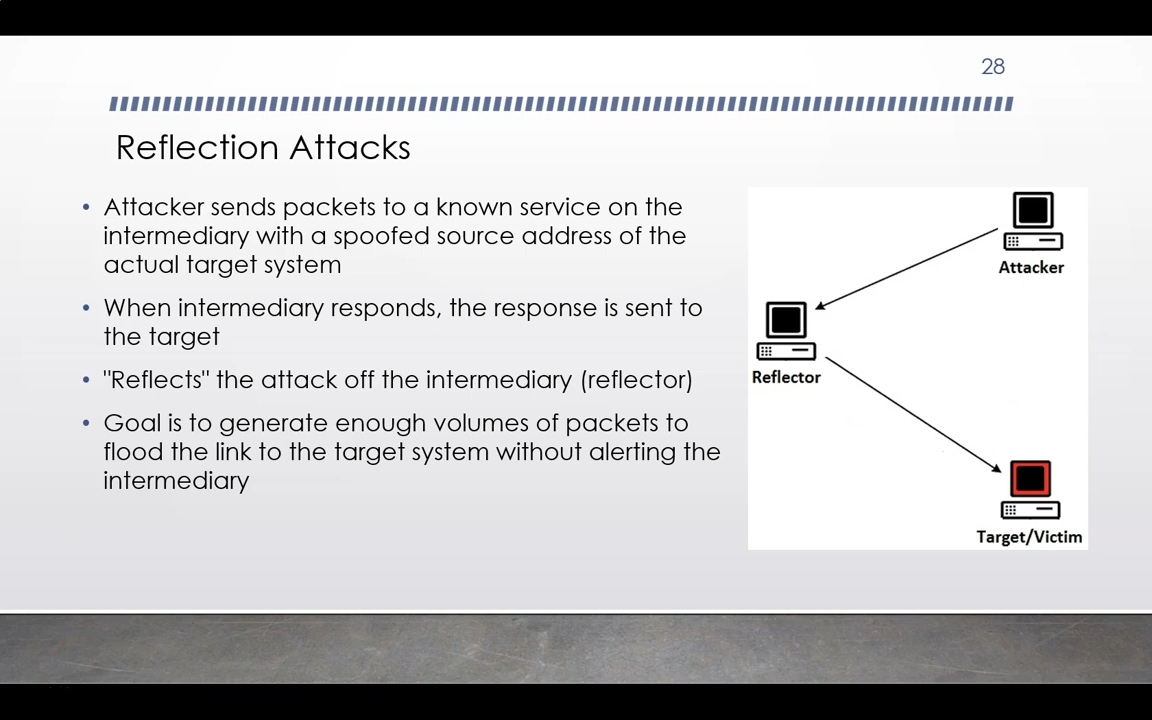 28
Reflection Attacks
• Attacker sends packets to a known service on the
intermediary with a spoofed source address of the
actual target system
• When intermediary responds, the response is sent to
the target
• "Reflects" the attack off the intermediary (reflector)
• Goal is to generate enough volumes of packets to
flood the link to the target system without alerting the
intermediary
Attacker
Reflector
Target/Victim